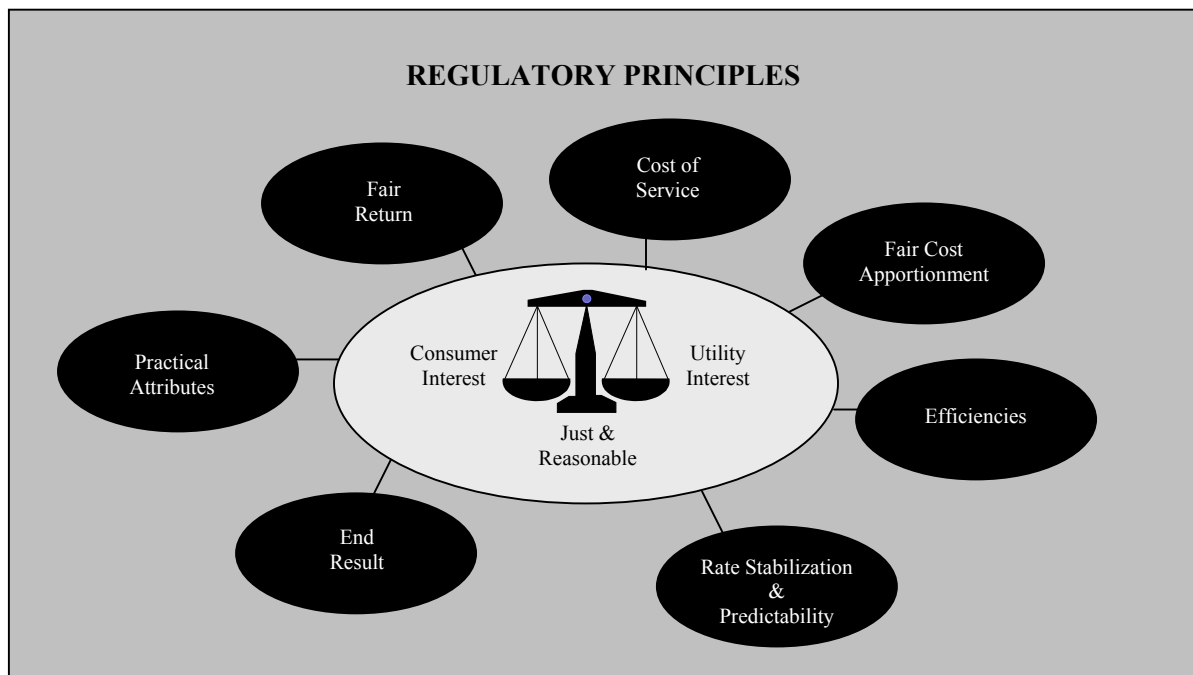 REGULATORY PRINCIPLES
Cost of
Service
Fair
Return
Fair Cost
Apportionment
Consumer
Interest
Utility
Interest
Practical
Attributes
Efficiencies
Just &
Reasonable
End
Result
Rate Stabilization
&
Predictability